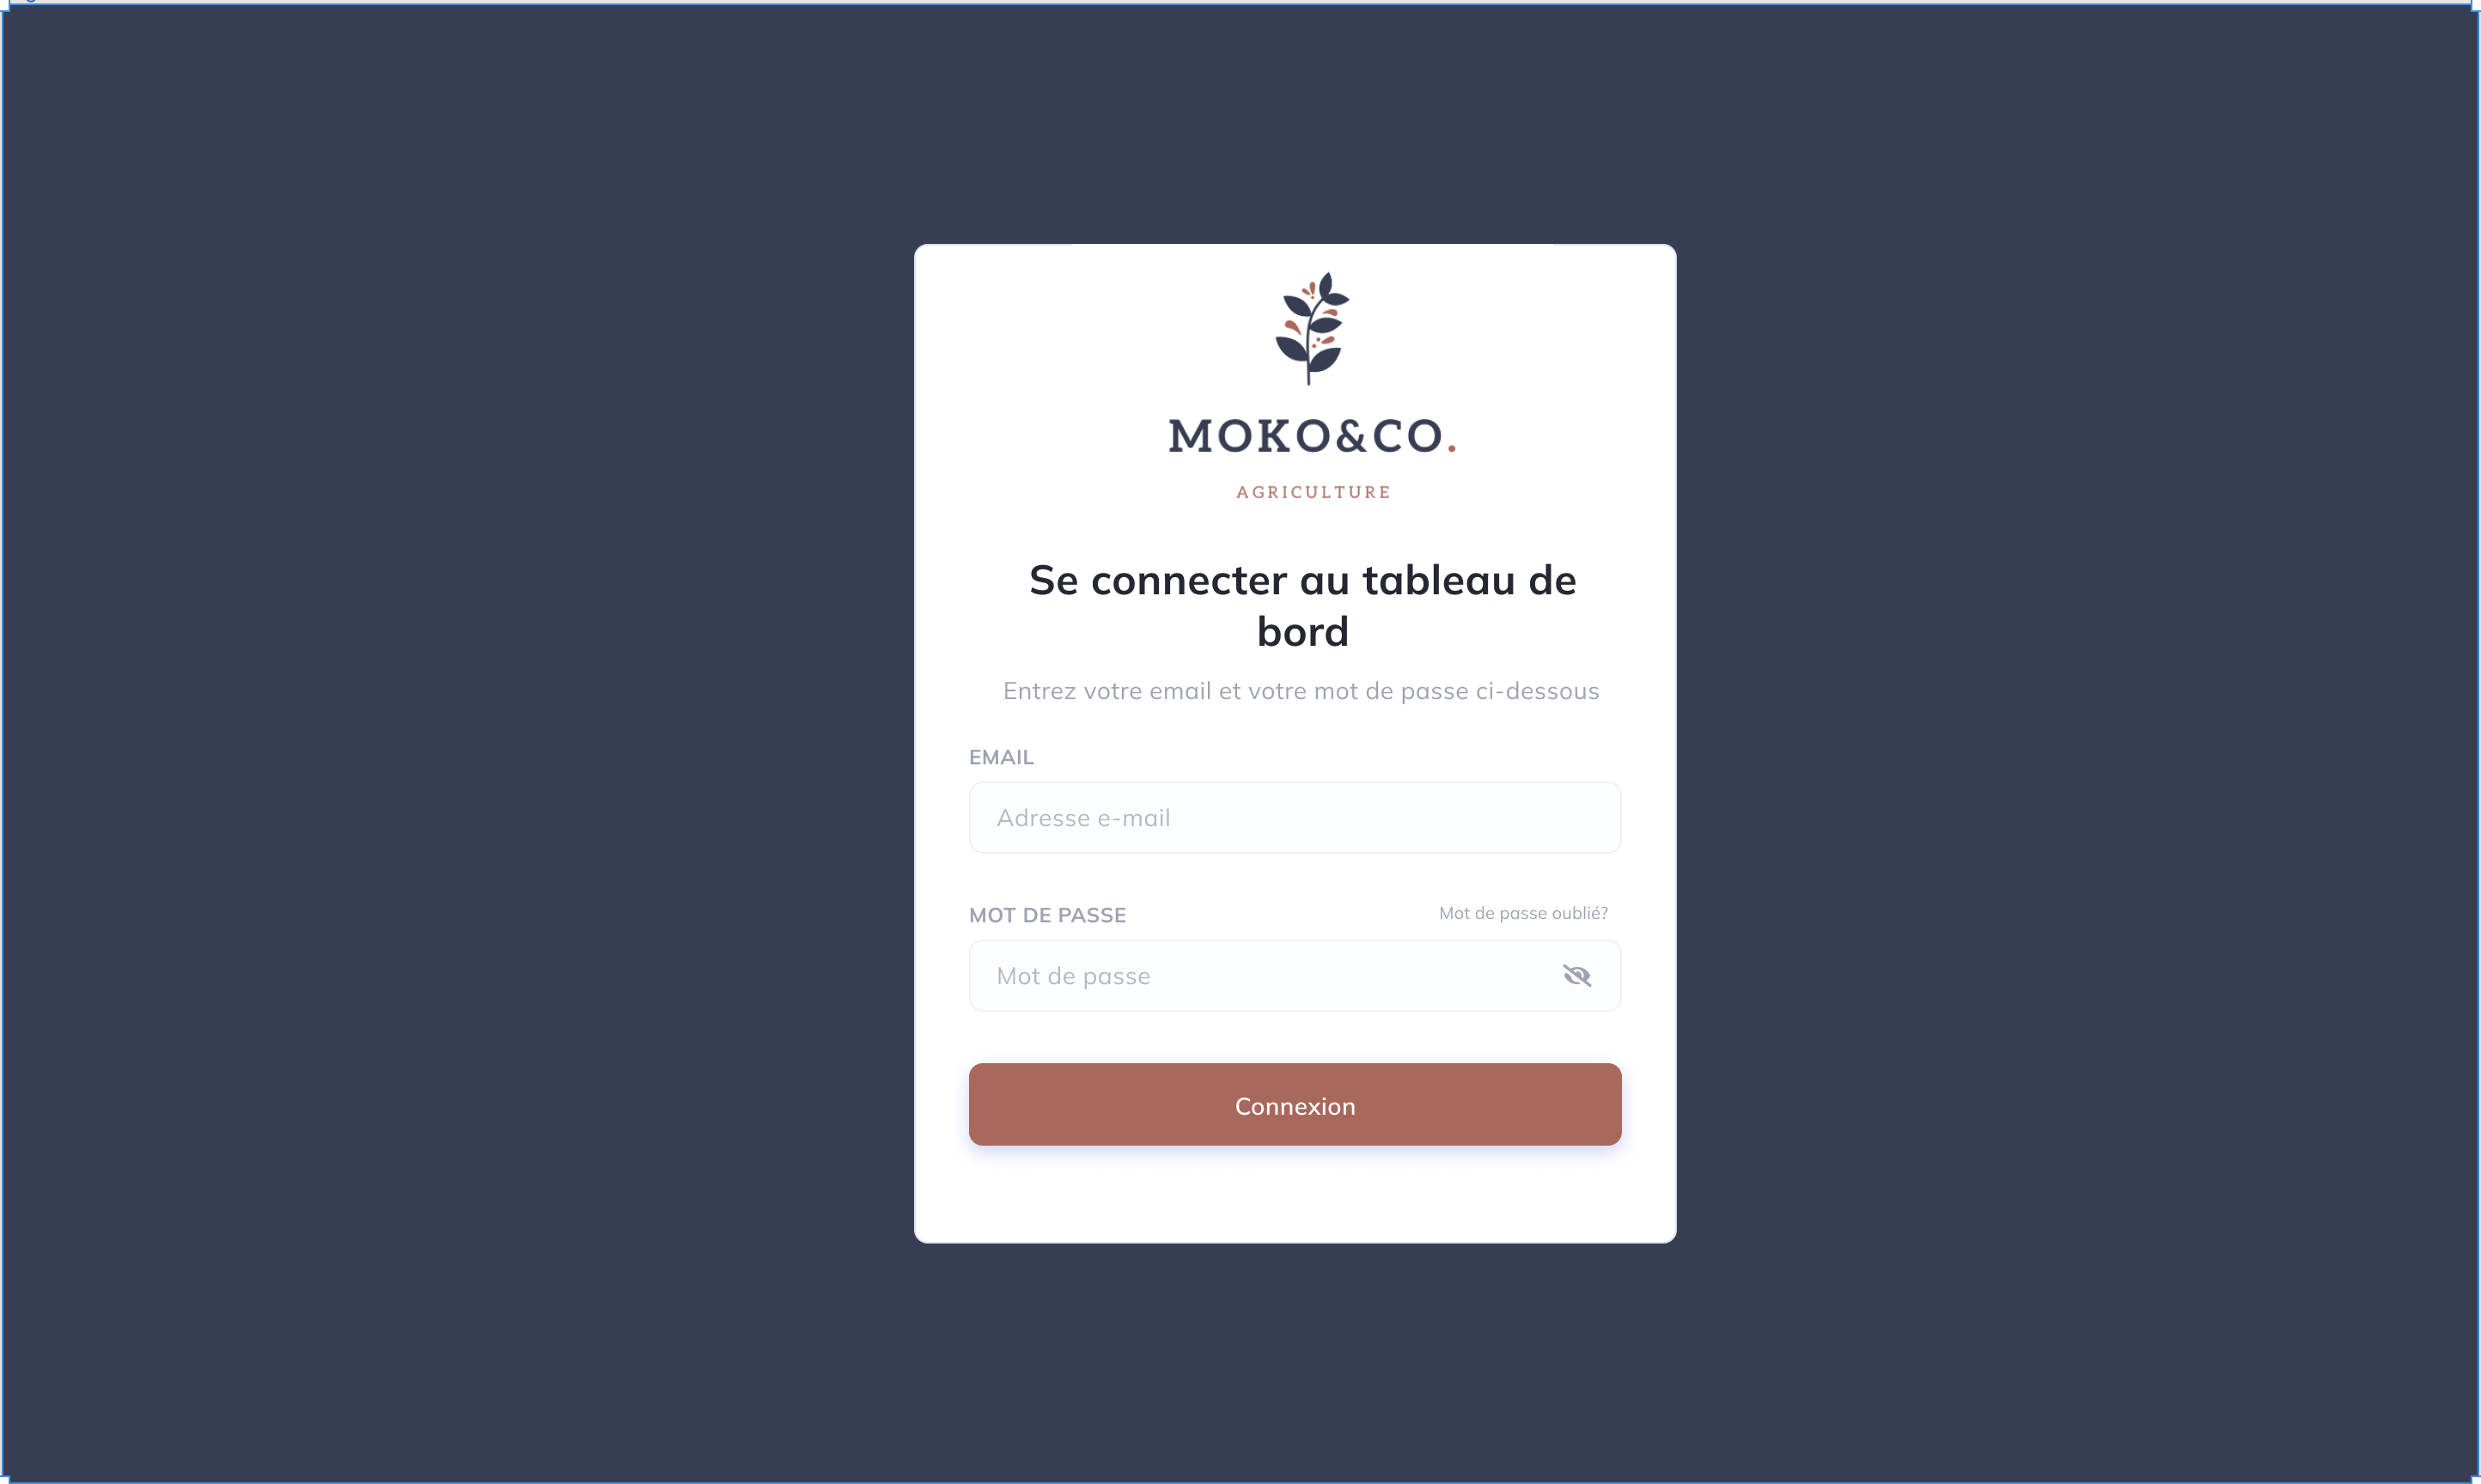 MOKO&CO.
AGRICULTURE
Se connecter au tableau de
bord
Entrez votre email et votre mot de passe ci-dessous
EMAIL
Adresse e-mail
MOT DE PASSE
Mot de passe oublié?
Mot de passe
Connexion